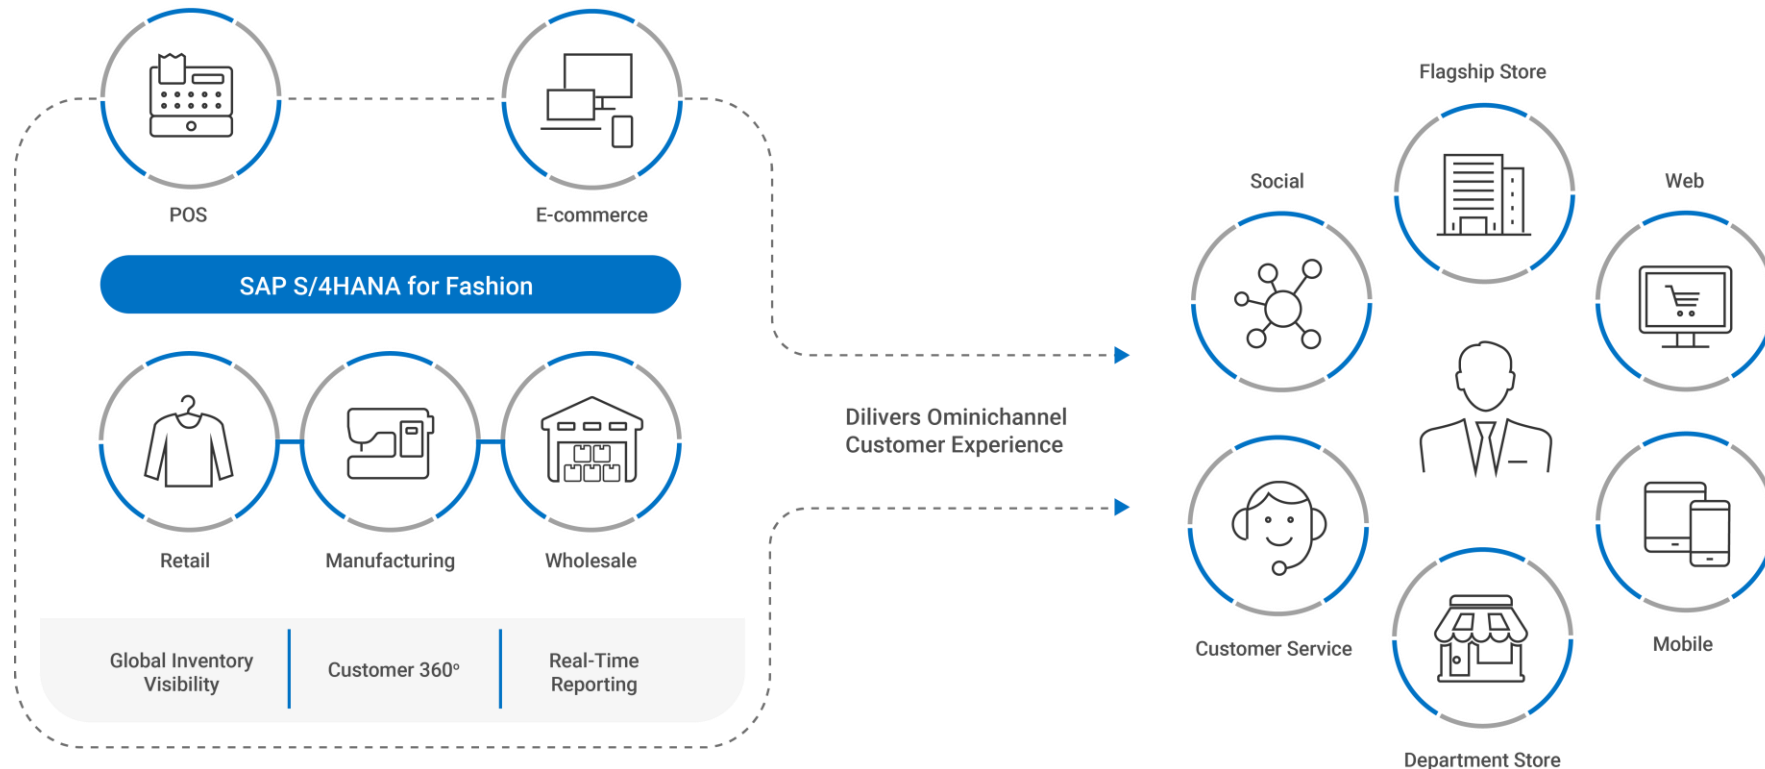 POS
E-commerce
SAP S/4HANA for Fashion
Retail
Manufacturing
Wholesale
Global Inventory
Visibility
Customer 360º
Real-Time
Reporting
Dilivers Ominichannel
Customer Experience
Flagship Store
Social
Web
Customer Service
Mobile
Department Store